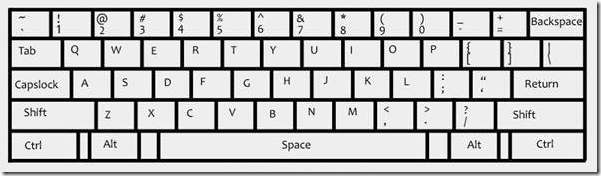 ~ ! @ # $ % ^ & * ( ) _ +
` 1 2 3 4 5 6 7 8 9 0 - = Backspace
Tab Q W E R T Y U I O P { } |
[ ] \
Capslock A S D F G H J K L : “ Return
; ‘
Shift Z X C V B N M < > ? Shift
, . /
Ctrl Alt Space Alt Ctrl